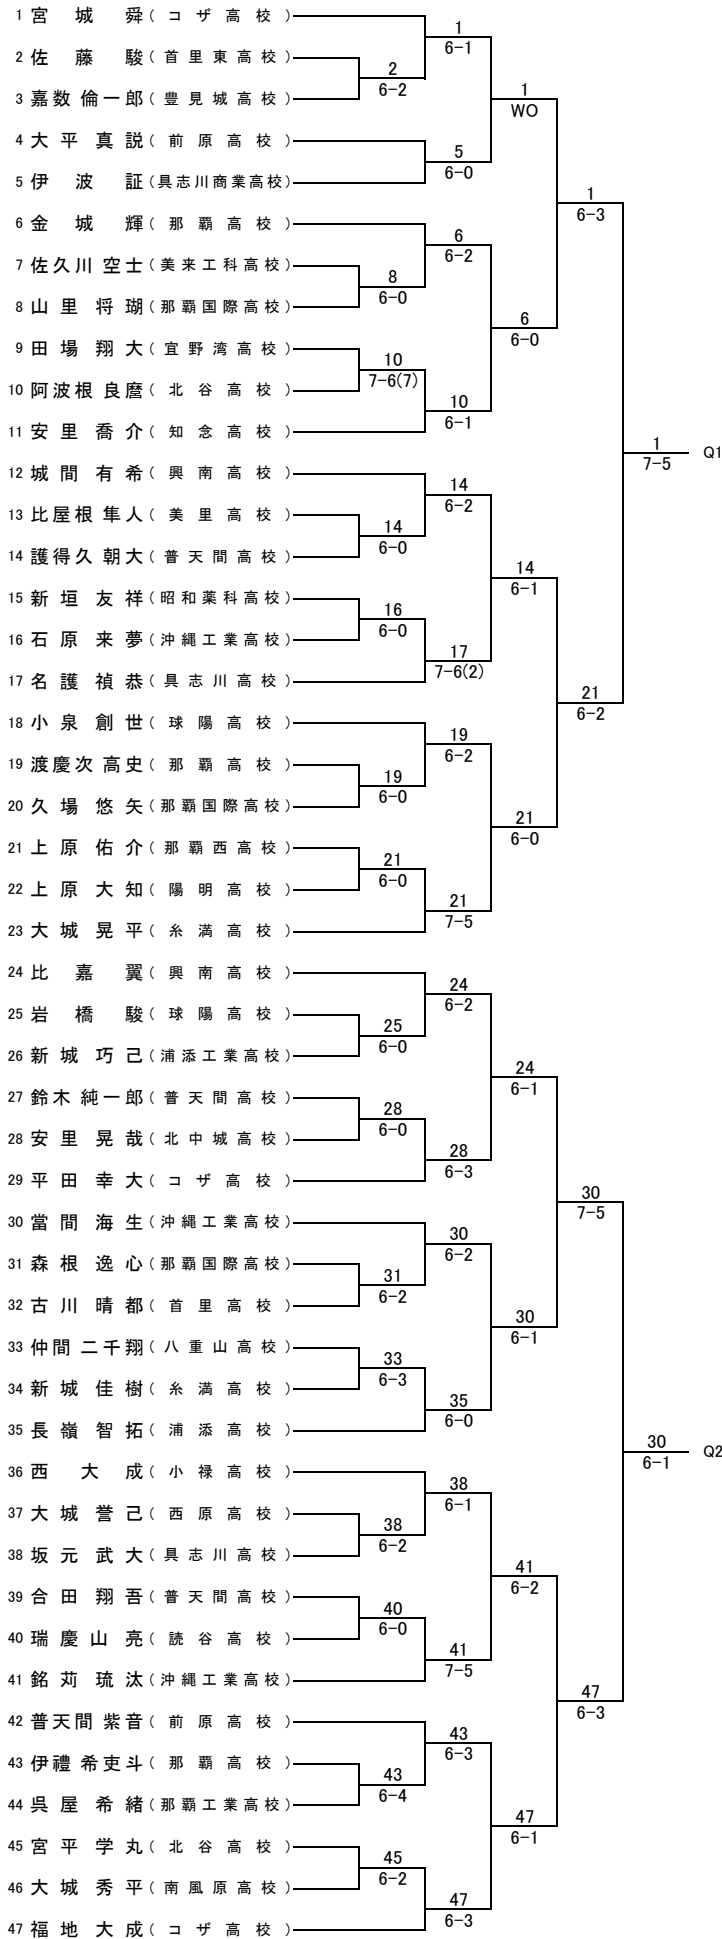 1 宮城 舜 (コザ高校)
1
6-1
2 佐藤 駿 (首里東高校)
2
6-2
3 嘉数 倫一郎 (豊見城高校)
1
WO
4 大平 真説 (前原高校)
5
6-0
5 伊波 証 (具志川商業高校)
1
6-3
6 金城 輝 (那覇高校)
6
6-2
7 佐久川 空士 (美来工科高校)
8
6-0
8 山里 将瑚 (那覇国際高校)
6
6-0
9 田場 翔大 (宜野湾高校)
10
7-6(7)
10 阿波根 良麿 (北谷高校)
10
6-1
11 安里 喬介 (知念高校)
1
7-5
Q1
12 城間 有希 (興南高校)
14
6-2
13 比屋根 隼人 (美里高校)
14
6-0
14 護得久 朝大 (普天間高校)
14
6-1
15 新垣 友祥 (昭和薬科高校)
16
6-0
16 石原 来夢 (沖縄工業高校)
17
7-6(2)
17 名護 禎恭 (具志川高校)
21
6-2
18 小泉 創世 (球陽高校)
19
6-2
19 渡慶次 高史 (那覇高校)
19
6-0
20 久場 悠矢 (那覇国際高校)
21
6-0
21 上原 佑介 (那覇西高校)
21
6-0
22 上原 大知 (陽明高校)
21
7-5
23 大城 晃平 (糸満高校)
24 比嘉 翼 (興南高校)
24
6-2
25 岩橋 駿 (球陽高校)
25
6-0
26 新城 巧己 (浦添工業高校)
24
6-1
27 鈴木 純一郎 (普天間高校)
28
6-0
28 安里 晃哉 (北中城高校)
28
6-3
29 平田 幸大 (コザ高校)
30
7-5
30 當間 海生 (沖縄工業高校)
30
6-2
31 森根 逸心 (那覇国際高校)
31
6-2
32 古川 晴都 (首里高校)
30
6-1
33 仲間 二千翔 (八重山高校)
33
6-3
34 新城 佳樹 (糸満高校)
35
6-0
35 長嶺 智拓 (浦添高校)
30
6-1
Q2
36 西 大成 (小禄高校)
38
6-1
37 大城 誉己 (西原高校)
38
6-2
38 坂元 武大 (具志川高校)
41
6-2
39 合田 翔吾 (普天間高校)
40
6-0
40 瑞慶山 亮 (読谷高校)
41
7-5
41 銘苅 琉汰 (沖縄工業高校)
47
6-3
42 普天間 紫音 (前原高校)
43
6-3
43 伊禮 希吏斗 (那覇高校)
43
6-4
44 呉屋 希緒 (那覇工業高校)
47
6-1
45 宮平 学丸 (北谷高校)
45
6-2
46 大城 秀平 (南風原高校)
47
6-3
47 福地 大成 (コザ高校)